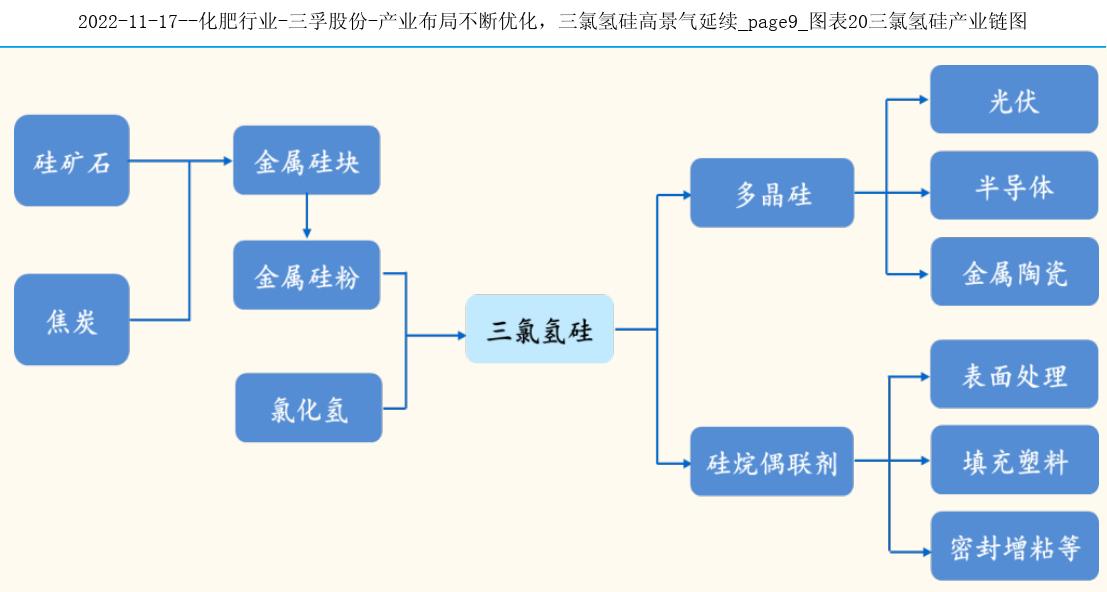 2022-11-17--化肥行业-三孚股份-产业布局不断优化，三氯氢硅高景气延续_page9_图表20三氯氢硅产业链图
硅矿石
焦炭
金属硅块
金属硅粉
氯化氢
三氯氢硅
多晶硅
硅烷偶联剂
光伏
半导体
金属陶瓷
表面处理
填充塑料
密封增粘等